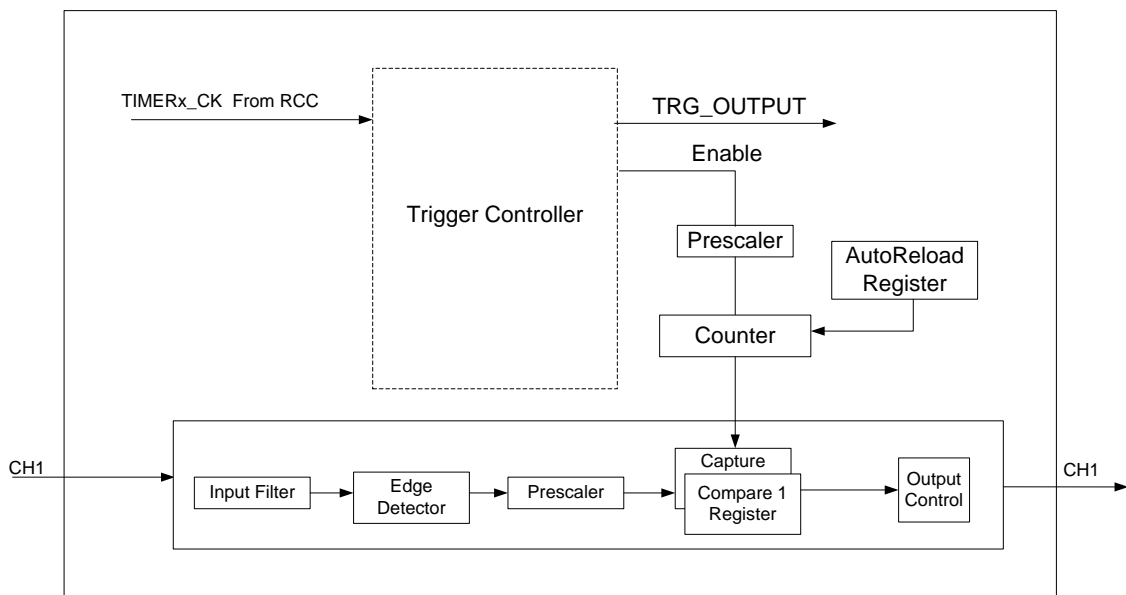 TIMERx_CK From RCC
TRG_OUTPUT
Enable
Trigger Controller
Prescaler
AutoReload
Register
Counter
CH1
Input Filter
Edge
Detector
Prescaler
Capture
Compare 1
Register
Output
Control
CH1